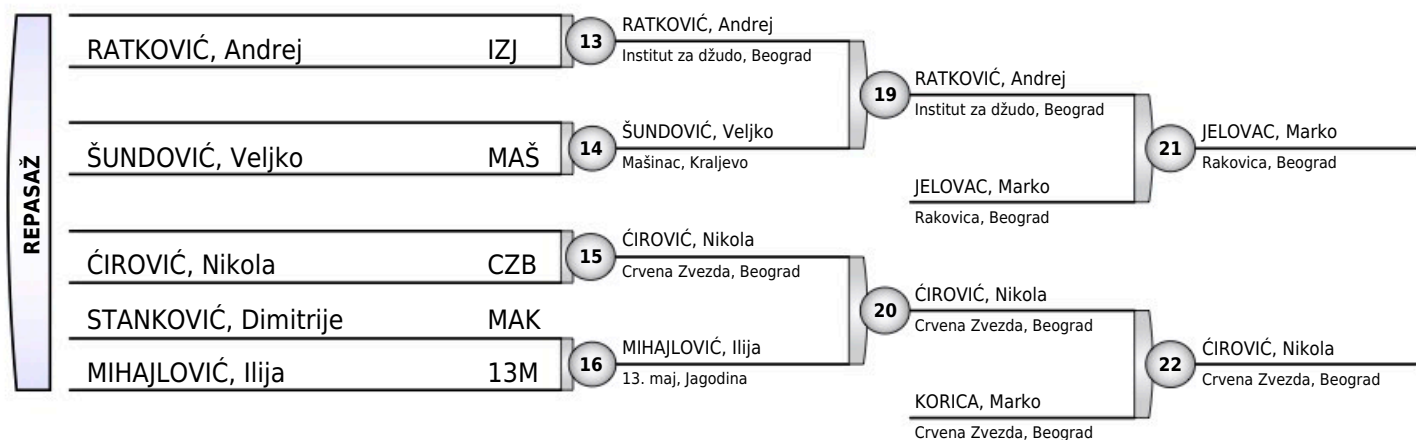 REPASAŽ
RATKOVIĆ, Andrej IZJ
ŠUNDOVIĆ, Veljko MAŠ
ĆIROVIĆ, Nikola CZB
STANKOVIĆ, Dimitrije MAK
MIHAJLOVIĆ, Ilija 13M
13
RATKOVIĆ, Andrej
Institut za džudo, Beograd
14
ŠUNDOVIĆ, Veljko
Mašinac, Kraljevo
15
ĆIROVIĆ, Nikola
Crvena Zvezda, Beograd
16
MIHAJLOVIĆ, Ilija
13. maj, Jagodina
19
RATKOVIĆ, Andrej
Institut za džudo, Beograd
JELOVAC, Marko
Rakovica, Beograd
20
ĆIROVIĆ, Nikola
Crvena Zvezda, Beograd
KORICA, Marko
Crvena Zvezda, Beograd
21
JELOVAC, Marko
Rakovica, Beograd
22
ĆIROVIĆ, Nikola
Crvena Zvezda, Beograd